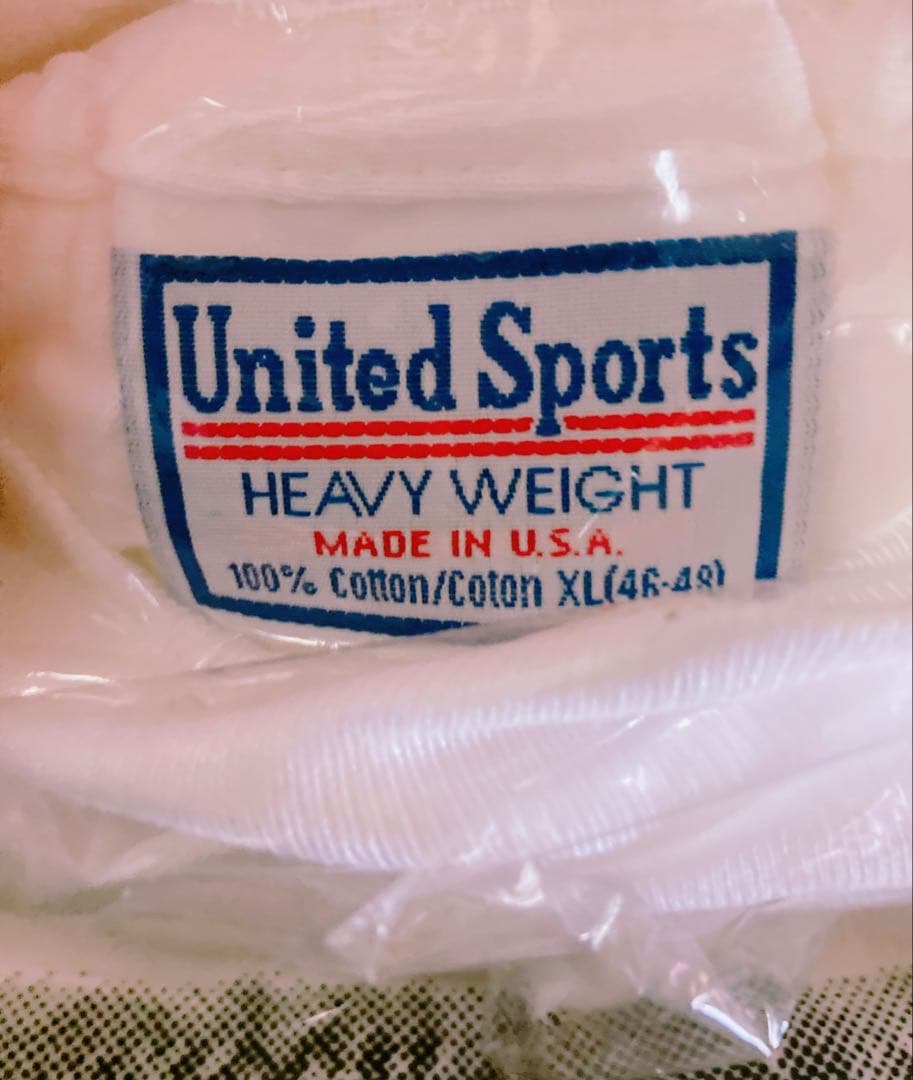 United Sports
HEAVY WEIGHT
MADE IN U.S.A.
100% Cotton/Coton XL(46-48)